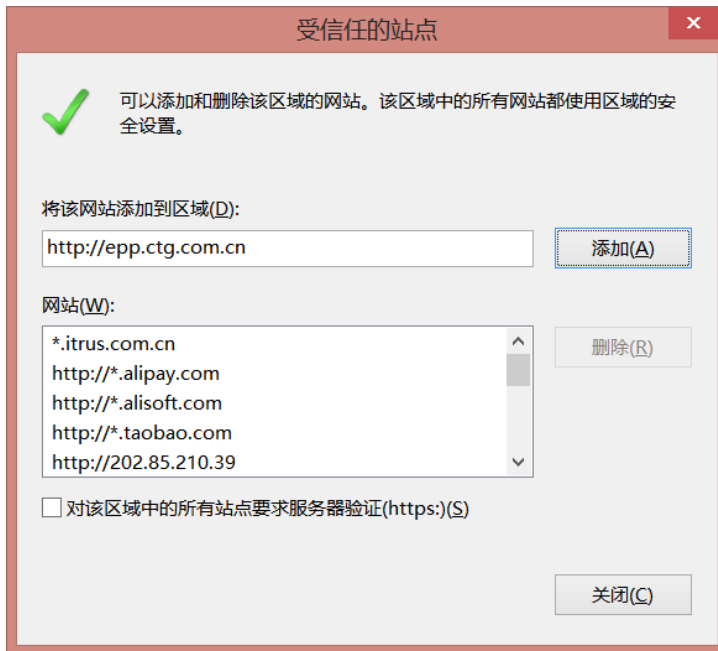 受信任的站点
可以添加和删除该区域的网站。该区域中的所有网站都使用区域的安
全设置。
将该网站添加到区域(D):
http://epp.ctg.com.cn
添加(A)
网站(W):
*.itrus.com.cn
http://*.alipay.com
http://*.alisoft.com
http://*.taobao.com
http://202.85.210.39
删除(R)
对该区域中的所有站点要求服务器验证(https:)(S)
关闭(C)